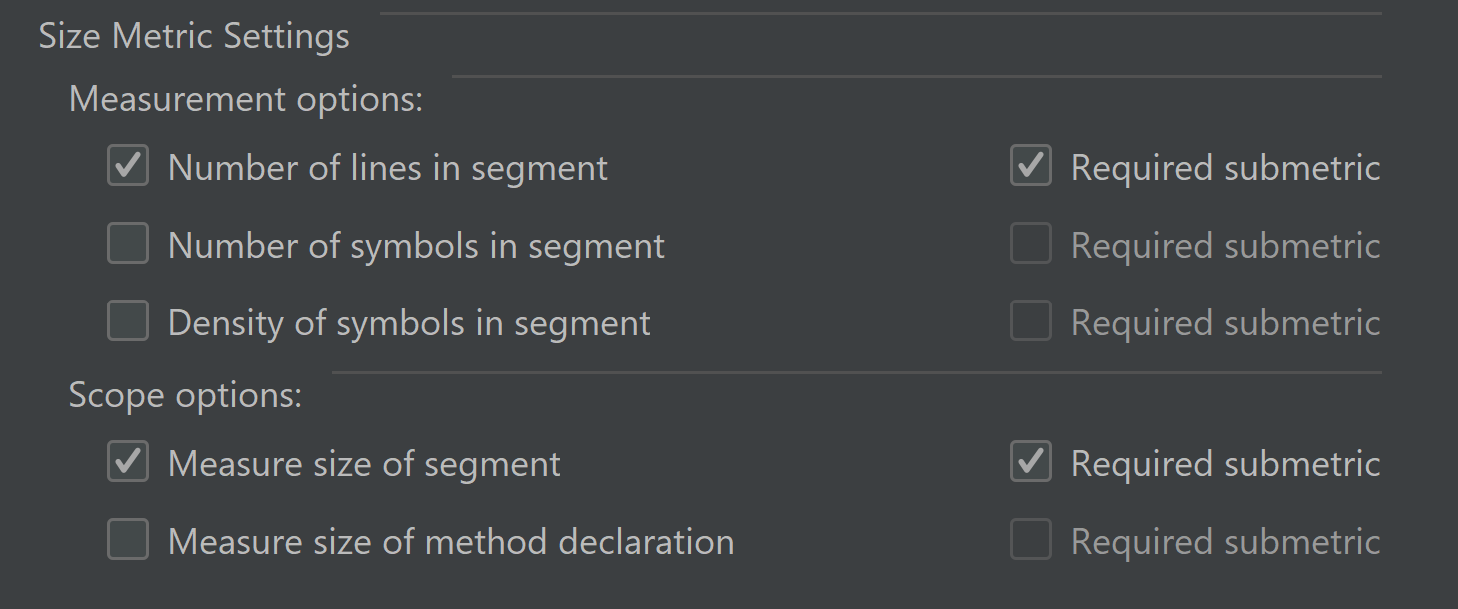 Size Metric Settings
Measurement options:
Number of lines in segment Required submetric
Number of symbols in segment Required submetric
Density of symbols in segment Required submetric
Scope options:
Measure size of segment Required submetric
Measure size of method declaration Required submetric